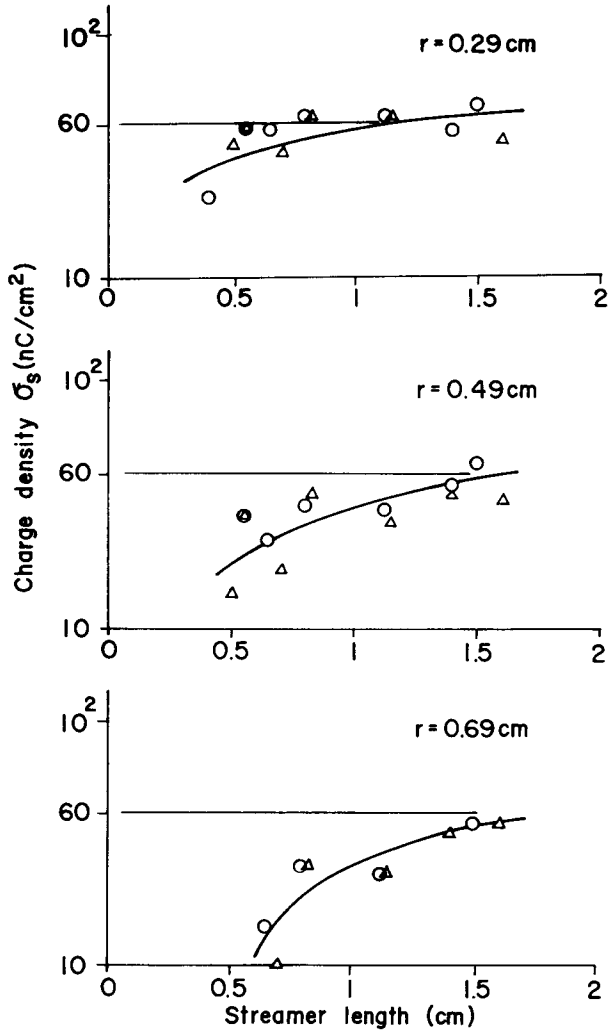 10²
r = 0.29 cm
60
10
0 0.5 1 1.5 2
Charge density σs (nC/cm²)
10²
r = 0.49 cm
60
10
0 0.5 1 1.5 2
10²
r = 0.69 cm
60
10
0 0.5 1 1.5 2
Streamer length (cm)